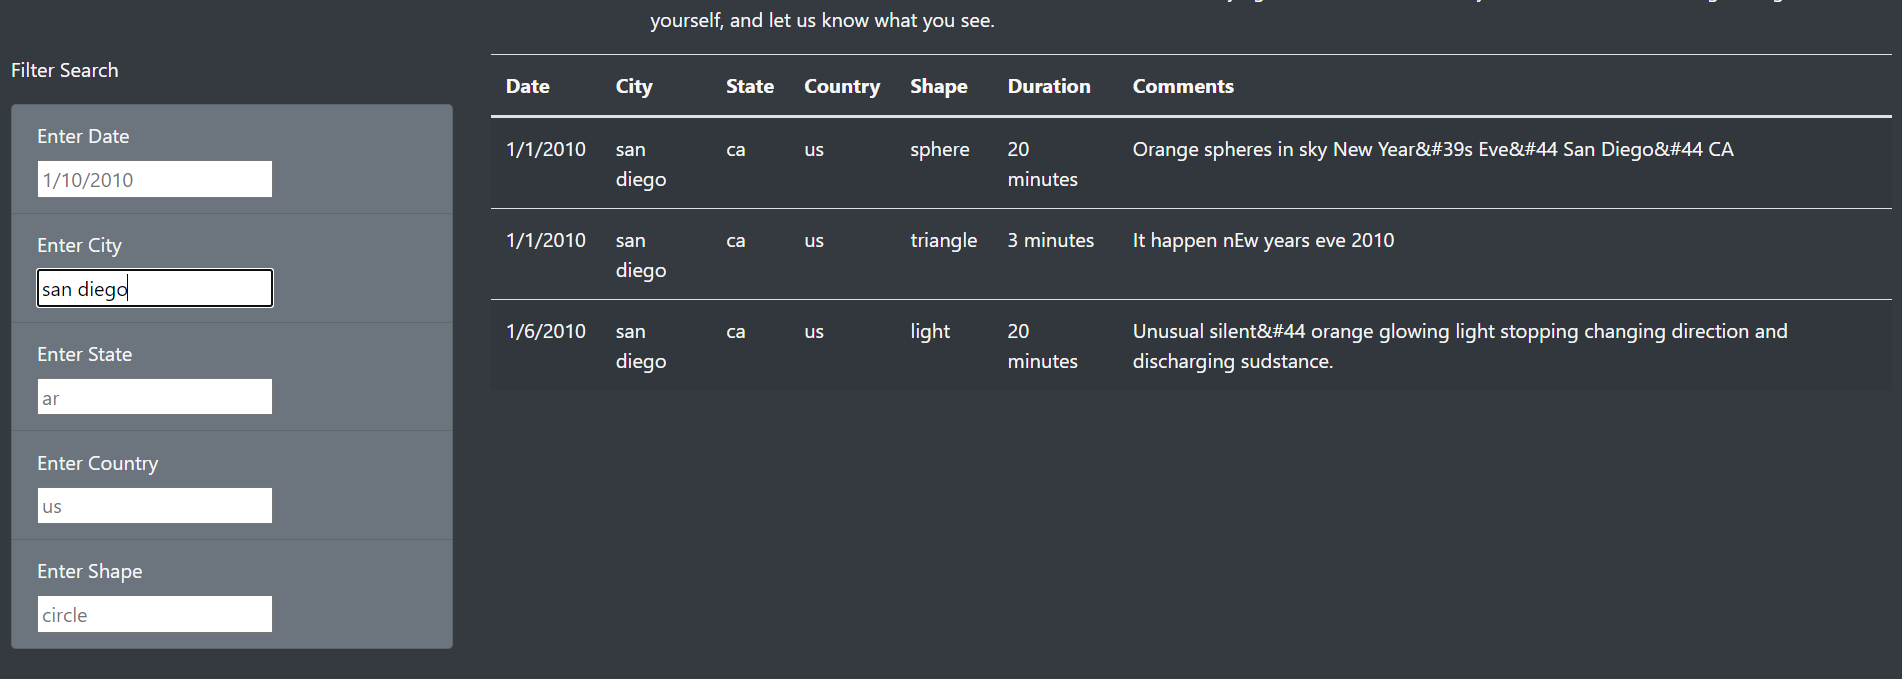 yourself, and let us know what you see.
Filter Search
Enter Date
1/10/2010
Enter City
san diego
Enter State
ar
Enter Country
us
Enter Shape
circle
Date City State Country Shape Duration Comments
1/1/2010 san diego ca us sphere 20 minutes Orange spheres in sky New Year&#39s Eve&#44 San Diego&#44 CA
1/1/2010 san diego ca us triangle 3 minutes It happen nEw years eve 2010
1/6/2010 san diego ca us light 20 minutes Unusual silent&#44 orange glowing light stopping changing direction and
discharging sudstance.